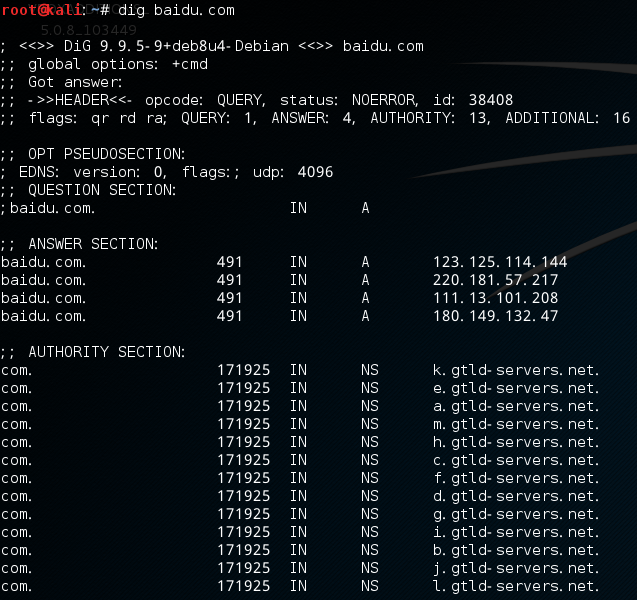 root@kali:~# dig baidu.com
5.0.8_103449
; <<>> DiG 9.9.5-9+deb8u4-Debian <<>> baidu.com
;; global options: +cmd
;; Got answer:
;; ->>HEADER<<- opcode: QUERY, status: NOERROR, id: 38408
;; flags: qr rd ra; QUERY: 1, ANSWER: 4, AUTHORITY: 13, ADDITIONAL: 16
;; OPT PSEUDOSECTION:
; EDNS: version: 0, flags:; udp: 4096
;; QUESTION SECTION:
;baidu.com. IN A
;; ANSWER SECTION:
baidu.com. 491 IN A 123.125.114.144
baidu.com. 491 IN A 220.181.57.217
baidu.com. 491 IN A 111.13.101.208
baidu.com. 491 IN A 180.149.132.47
;; AUTHORITY SECTION:
com. 171925 IN NS k.gtld-servers.net.
com. 171925 IN NS e.gtld-servers.net.
com. 171925 IN NS a.gtld-servers.net.
com. 171925 IN NS m.gtld-servers.net.
com. 171925 IN NS h.gtld-servers.net.
com. 171925 IN NS c.gtld-servers.net.
com. 171925 IN NS f.gtld-servers.net.
com. 171925 IN NS d.gtld-servers.net.
com. 171925 IN NS g.gtld-servers.net.
com. 171925 IN NS i.gtld-servers.net.
com. 171925 IN NS b.gtld-servers.net.
com. 171925 IN NS j.gtld-servers.net.
com. 171925 IN NS l.gtld-servers.net.